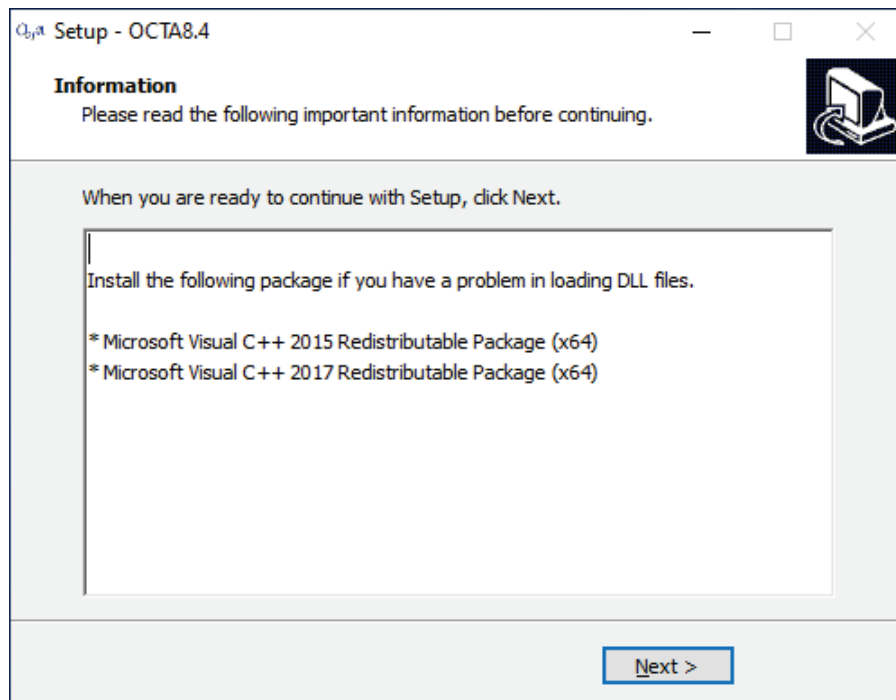 Setup - OCTA8.4
Information
Please read the following important information before continuing.
When you are ready to continue with Setup, click Next.
Install the following package if you have a problem in loading DLL files.
* Microsoft Visual C++ 2015 Redistributable Package (x64)
* Microsoft Visual C++ 2017 Redistributable Package (x64)
Next >